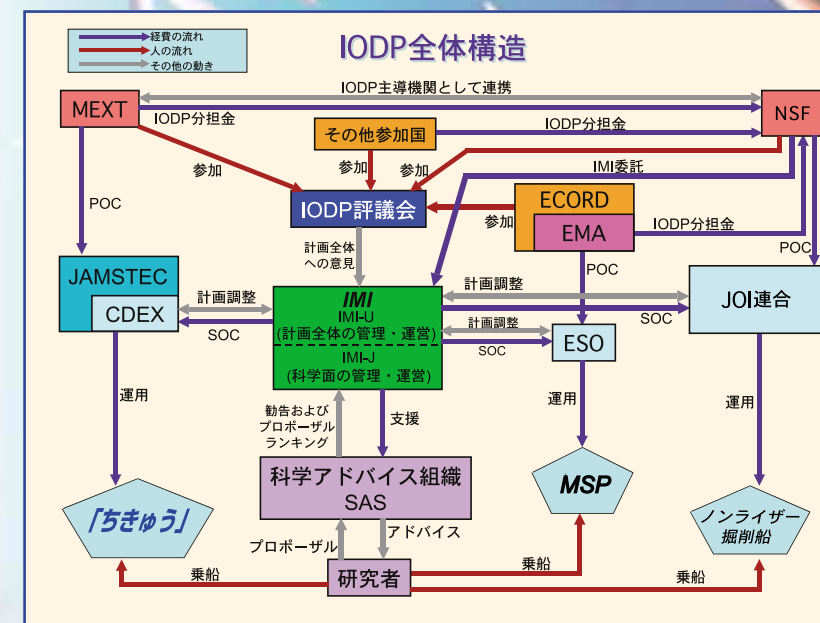 経費の流れ
人の流れ
その他の動き
IODP全体構造
IODP主導機関として連携
MEXT
IODP分担金
その他参加国
IODP分担金
NSF
参加
参加
参加
IMI委託
POC
IODP評議会
参加
ECORD
EMA
IODP分担金
計画全体
への意見
POC
POC
JAMSTEC
CDEX
計画調整
SOC
IMI
IMI-U
(計画全体の管理・運営)
IMI-J
(科学面の管理・運営)
計画調整
SOC
計画調整
SOC
ESO
JOI連合
運用
勧告および
プロポーザル
ランキング
支援
運用
運用
科学アドバイス組織
SAS
「ちきゅう」
MSP
ノンライザー
掘削船
プロポーザル
アドバイス
研究者
乗船
乗船
乗船